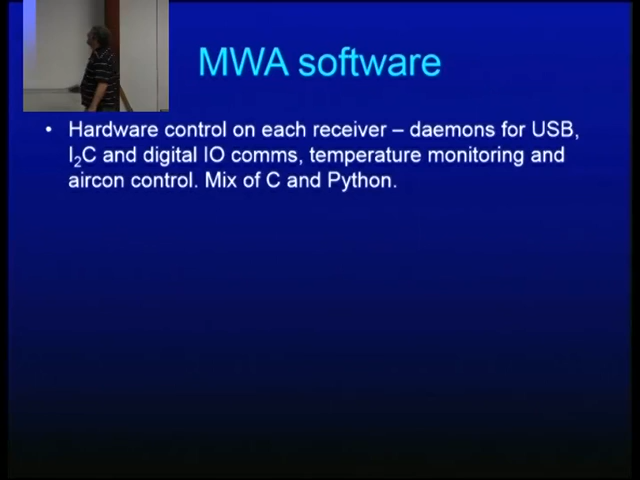 MWA software
• Hardware control on each receiver – daemons for USB,
I2C and digital IO comms, temperature monitoring and
aircon control. Mix of C and Python.